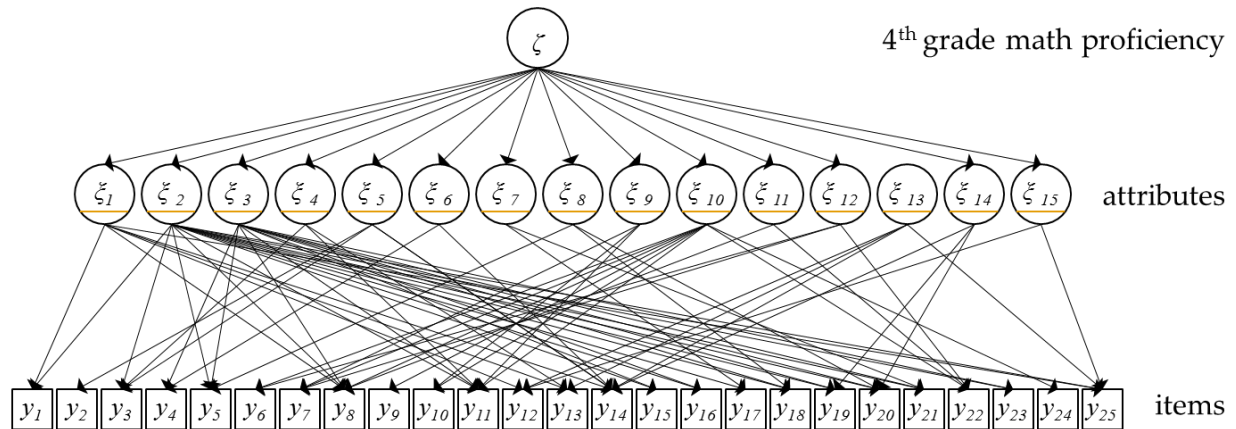 ζ 4th grade math proficiency
ξ1 ξ2 ξ3 ξ4 ξ5 ξ6 ξ7 ξ8 ξ9 ξ10 ξ11 ξ12 ξ13 ξ14 ξ15 attributes
y1 y2 y3 y4 y5 y6 y7 y8 y9 y10 y11 y12 y13 y14 y15 y16 y17 y18 y19 y20 y21 y22 y23 y24 y25 items